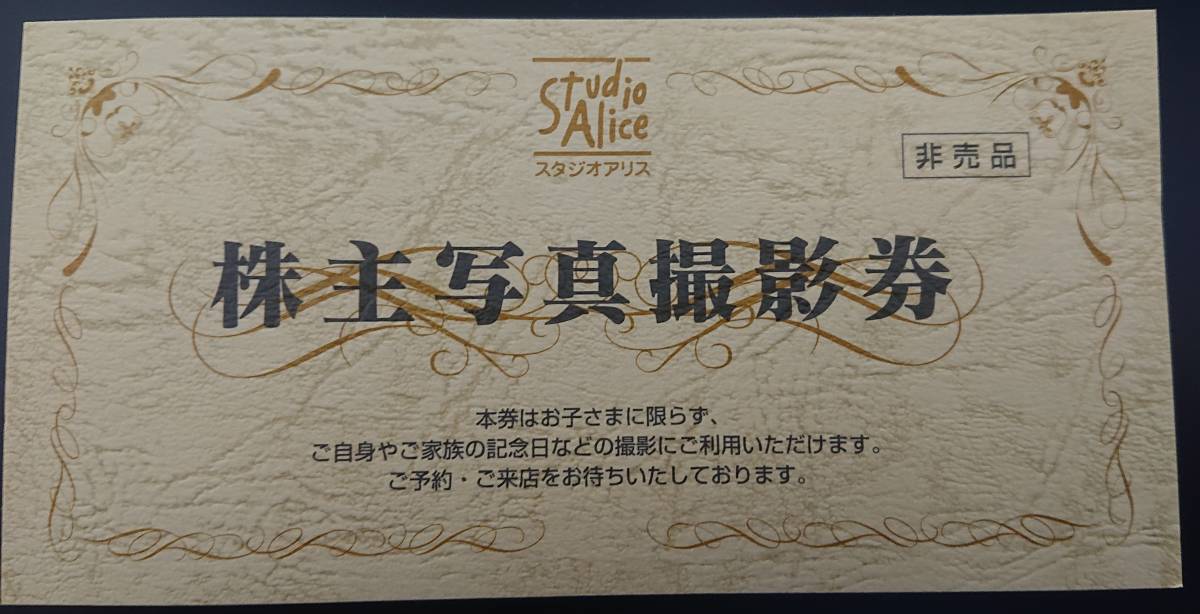 Studio
Alice
スタジオアリス
非売品
株主写真撮影券
本券はお子さまに限らず、
ご自身やご家族の記念日などの撮影にご利用いただけます。
ご予約・ご来店をお待ちいたしております。